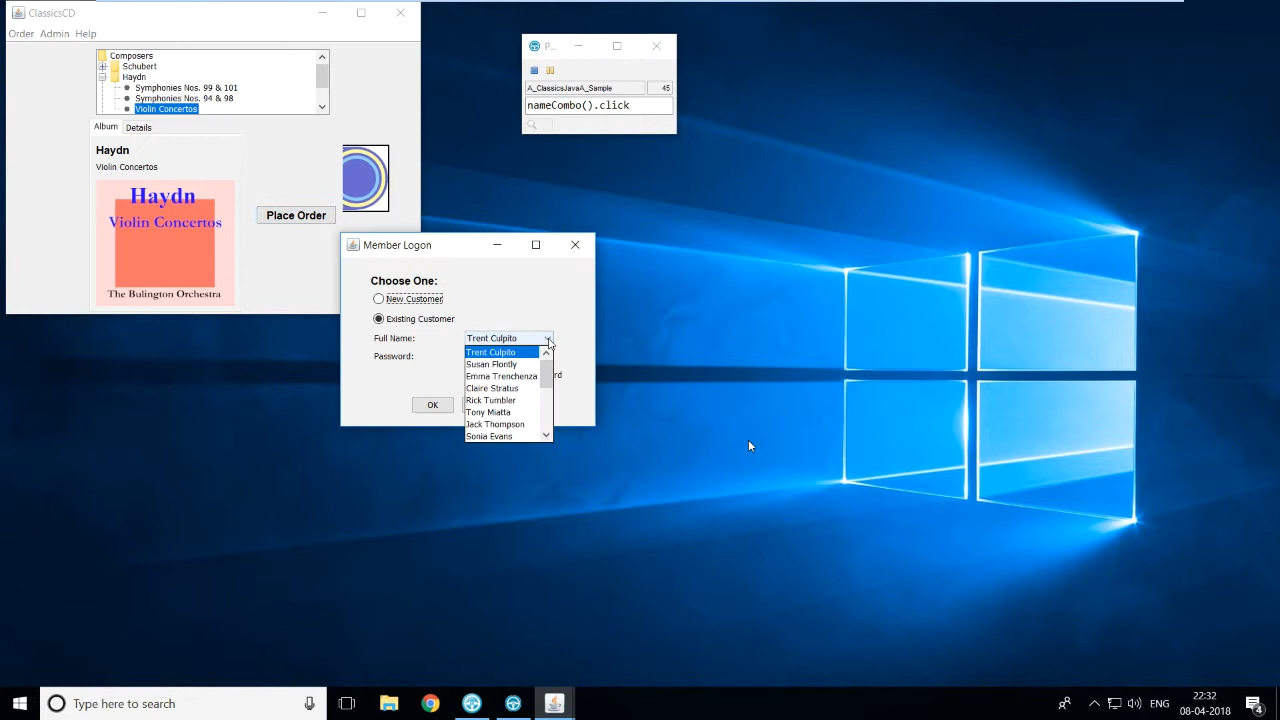 ClassicsCD
Order Admin Help
Composers
Schubert
Haydn
Symphonies Nos. 99 & 101
Symphonies Nos. 94 & 98
Violin Concertos
Album Details
Haydn
Violin Concertos
Haydn
Violin Concertos
The Bulington Orchestra
Place Order
P...
A_ClassicsJavaA_Sample 45
nameCombo().click
Member Logon
Choose One:
New Customer
Existing Customer
Full Name: Trent Culpito
Password:
Trent Culpito
Susan Flontly
Emma Trenchenza
Claire Stratus
Rick Tumbler
Tony Miatta
Jack Thompson
Sonia Evans
rd
OK
Type here to search
ENG
22:32
08-04-2018
4